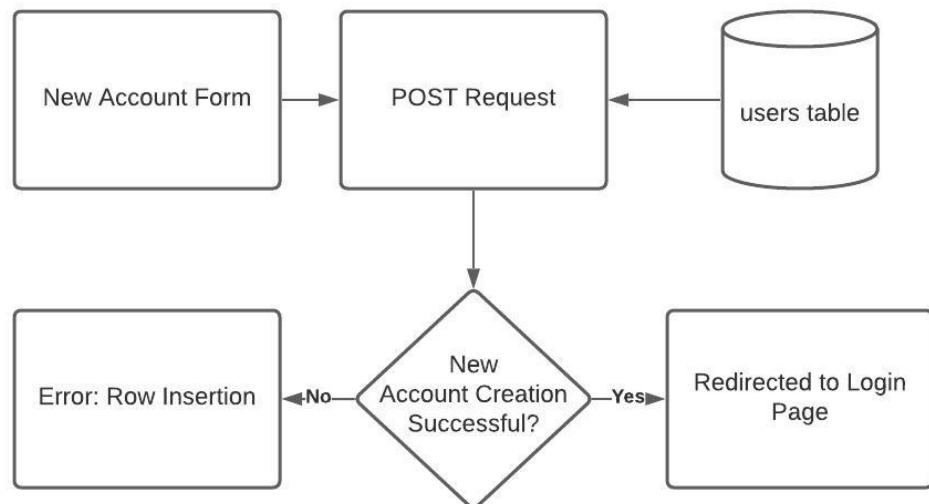 New Account Form
POST Request
users table
New
Account Creation
Successful?
Error: Row Insertion
No
Yes
Redirected to Login
Page